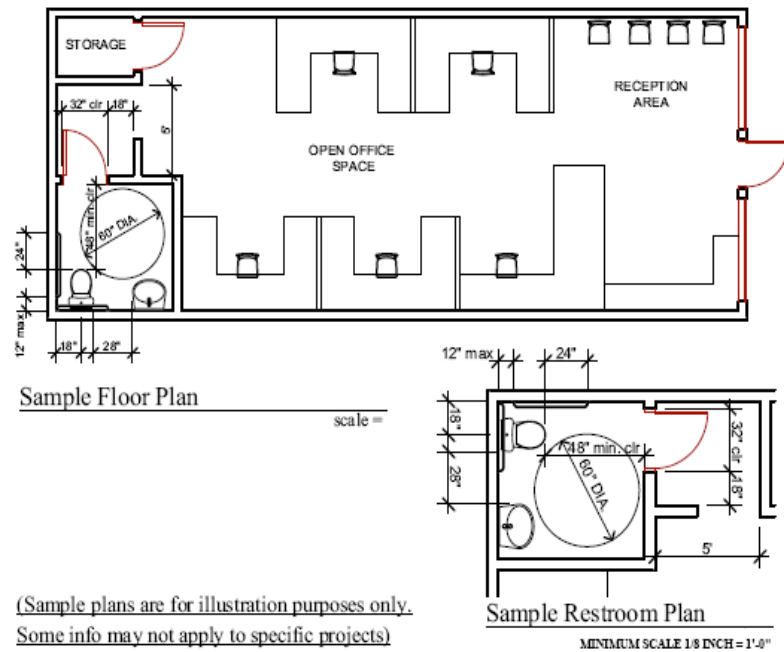 STORAGE
32" clr
18"
5'
RECEPTION
AREA
OPEN OFFICE
SPACE
48" min. clr
60" DIA.
24"
12" max
18"
28"
Sample Floor Plan
scale =
12" max
24"
18"
48" min. clr
32" clr
60" DIA.
28"
18"
5'
(Sample plans are for illustration purposes only.
Some info may not apply to specific projects)
Sample Restroom Plan
MINIMUM SCALE 1/8 INCH = 1'-0"